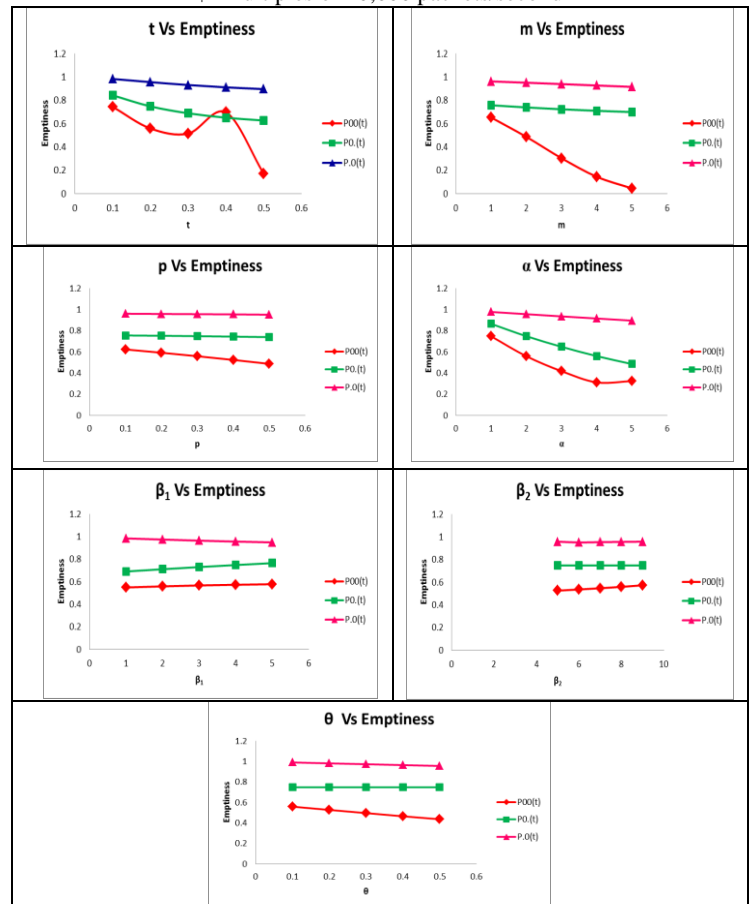 t Vs Emptiness
1.2
1
0.8
0.6
0.4
0.2
0
Emptiness
0 0.1 0.2 0.3 0.4 0.5 0.6
t
P00(t)
P0.(t)
P.0(t)
m Vs Emptiness
1.2
1
0.8
0.6
0.4
0.2
0
Emptiness
0 1 2 3 4 5 6
m
P00(t)
P0.(t)
P.0(t)
p Vs Emptiness
1.2
1
0.8
0.6
0.4
0.2
0
Emptiness
0 0.1 0.2 0.3 0.4 0.5 0.6
p
P00(t)
P0.(t)
P.0(t)
α Vs Emptiness
1.2
1
0.8
0.6
0.4
0.2
0
Emptiness
0 1 2 3 4 5 6
α
P00(t)
P0.(t)
P.0(t)
β₁ Vs Emptiness
1.2
1
0.8
0.6
0.4
0.2
0
Emptiness
0 1 2 3 4 5 6
β₁
P00(t)
P0.(t)
P.0(t)
β₂ Vs Emptiness
1.2
1
0.8
0.6
0.4
0.2
0
Emptiness
0 2 4 6 8 10
β₂
P00(t)
P0.(t)
P.0(t)
θ Vs Emptiness
1.2
1
0.8
0.6
0.4
0.2
0
Emptiness
0 0.1 0.2 0.3 0.4 0.5 0.6
θ
P00(t)
P0.(t)
P.0(t)